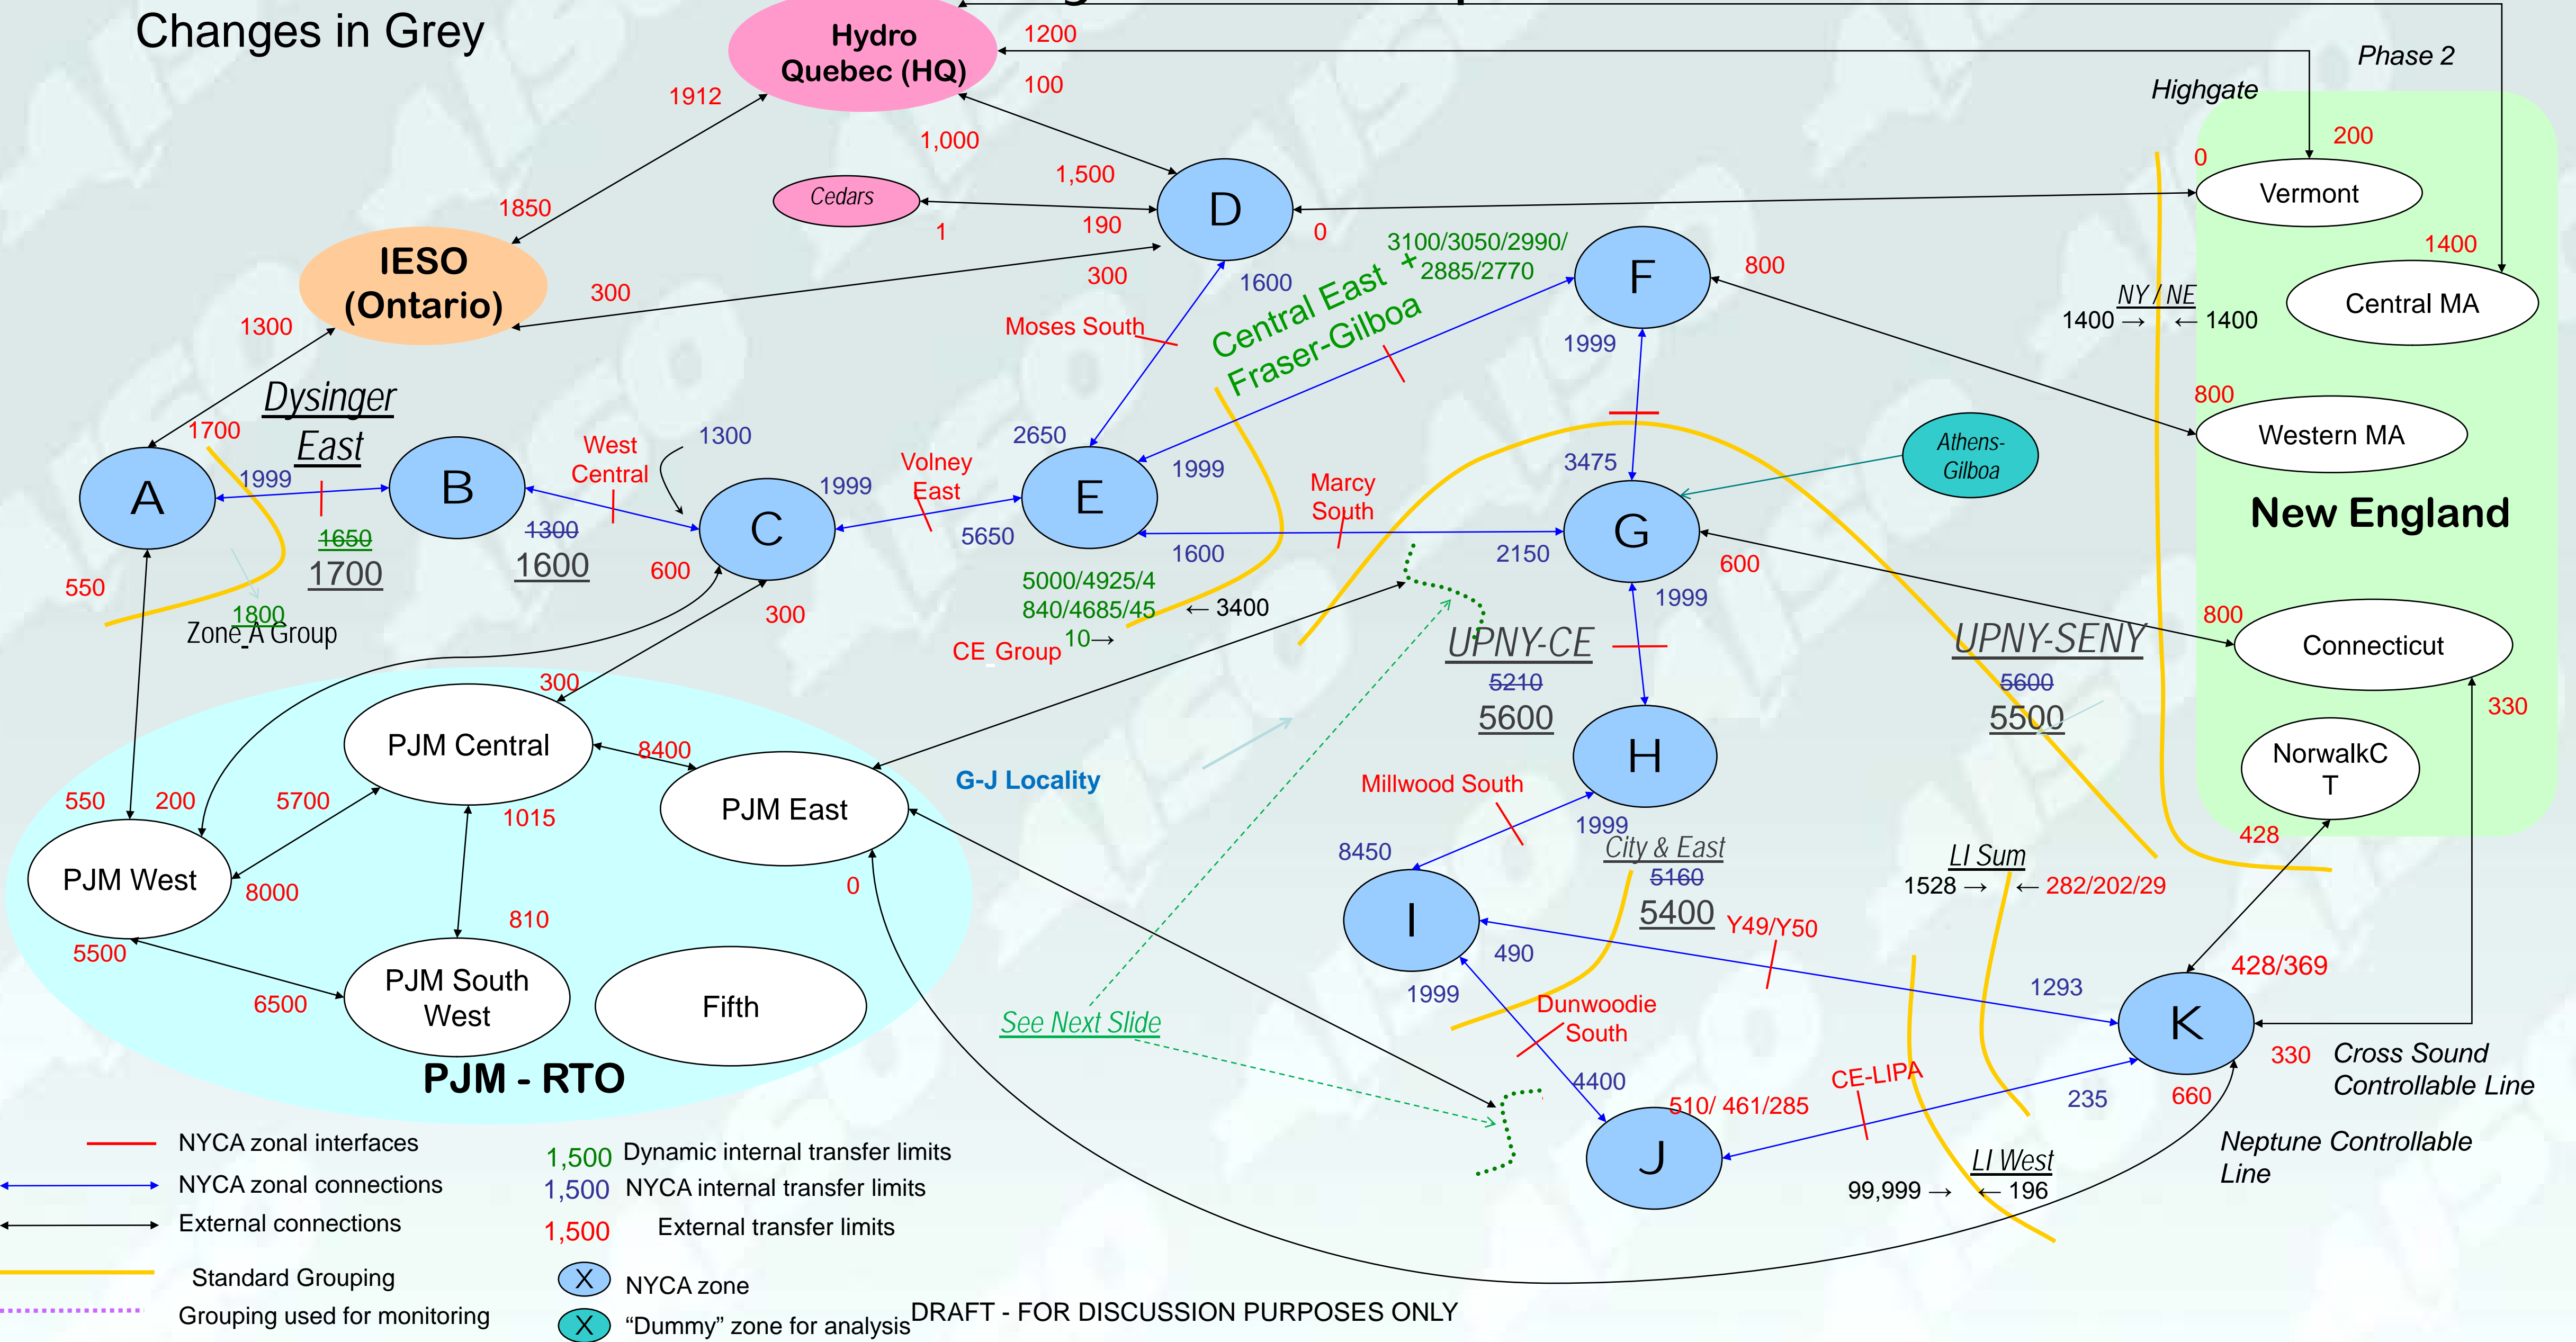 Changes in Grey
Hydro
Quebec (HQ)
1200
100
Phase 2
Highgate
1912
1,000
1,500
200
0
Vermont
Cedars
1
190
D
0
1850
IESO
(Ontario)
300
300
1300
1600
Moses South
Central East +
Fraser-Gilboa
3100/3050/2990/
2885/2770
F
800
1400
Central MA
NY / NE
1400 → ← 1400
1999
800
Western MA
New England
Dysinger
East
1700
1999
A
B
1650
1700
West
Central
1300
1300
1600
C
1999
Volney
East
5650
2650
E
1999
1600
Marcy
South
3475
2150
G
Athens-
Gilboa
600
1999
550
1800
Zone_A Group
600
300
5000/4925/4
840/4685/45
10→
← 3400
CE_Group
UPNY-CE
5210
5600
UPNY-SENY
5600
5500
800
Connecticut
330
NorwalkC
T
428
300
PJM Central
8400
PJM East
0
G-J Locality
H
550
200
5700
1015
PJM West
8000
5500
810
6500
PJM South
West
Fifth
PJM - RTO
Millwood South
1999
8450
City & East
5160
5400
I
490
1999
Y49/Y50
1293
LI Sum
1528 → ← 282/202/29
428/369
K
330
660
Cross Sound
Controllable Line
Neptune Controllable
Line
See Next Slide
Dunwoodie
South
4400
510/ 461/285
J
CE-LIPA
235
LI West
99,999 → ← 196
NYCA zonal interfaces
NYCA zonal connections
External connections
Standard Grouping
Grouping used for monitoring
1,500 Dynamic internal transfer limits
1,500 NYCA internal transfer limits
1,500 External transfer limits
X NYCA zone
X “Dummy” zone for analysis
DRAFT - FOR DISCUSSION PURPOSES ONLY